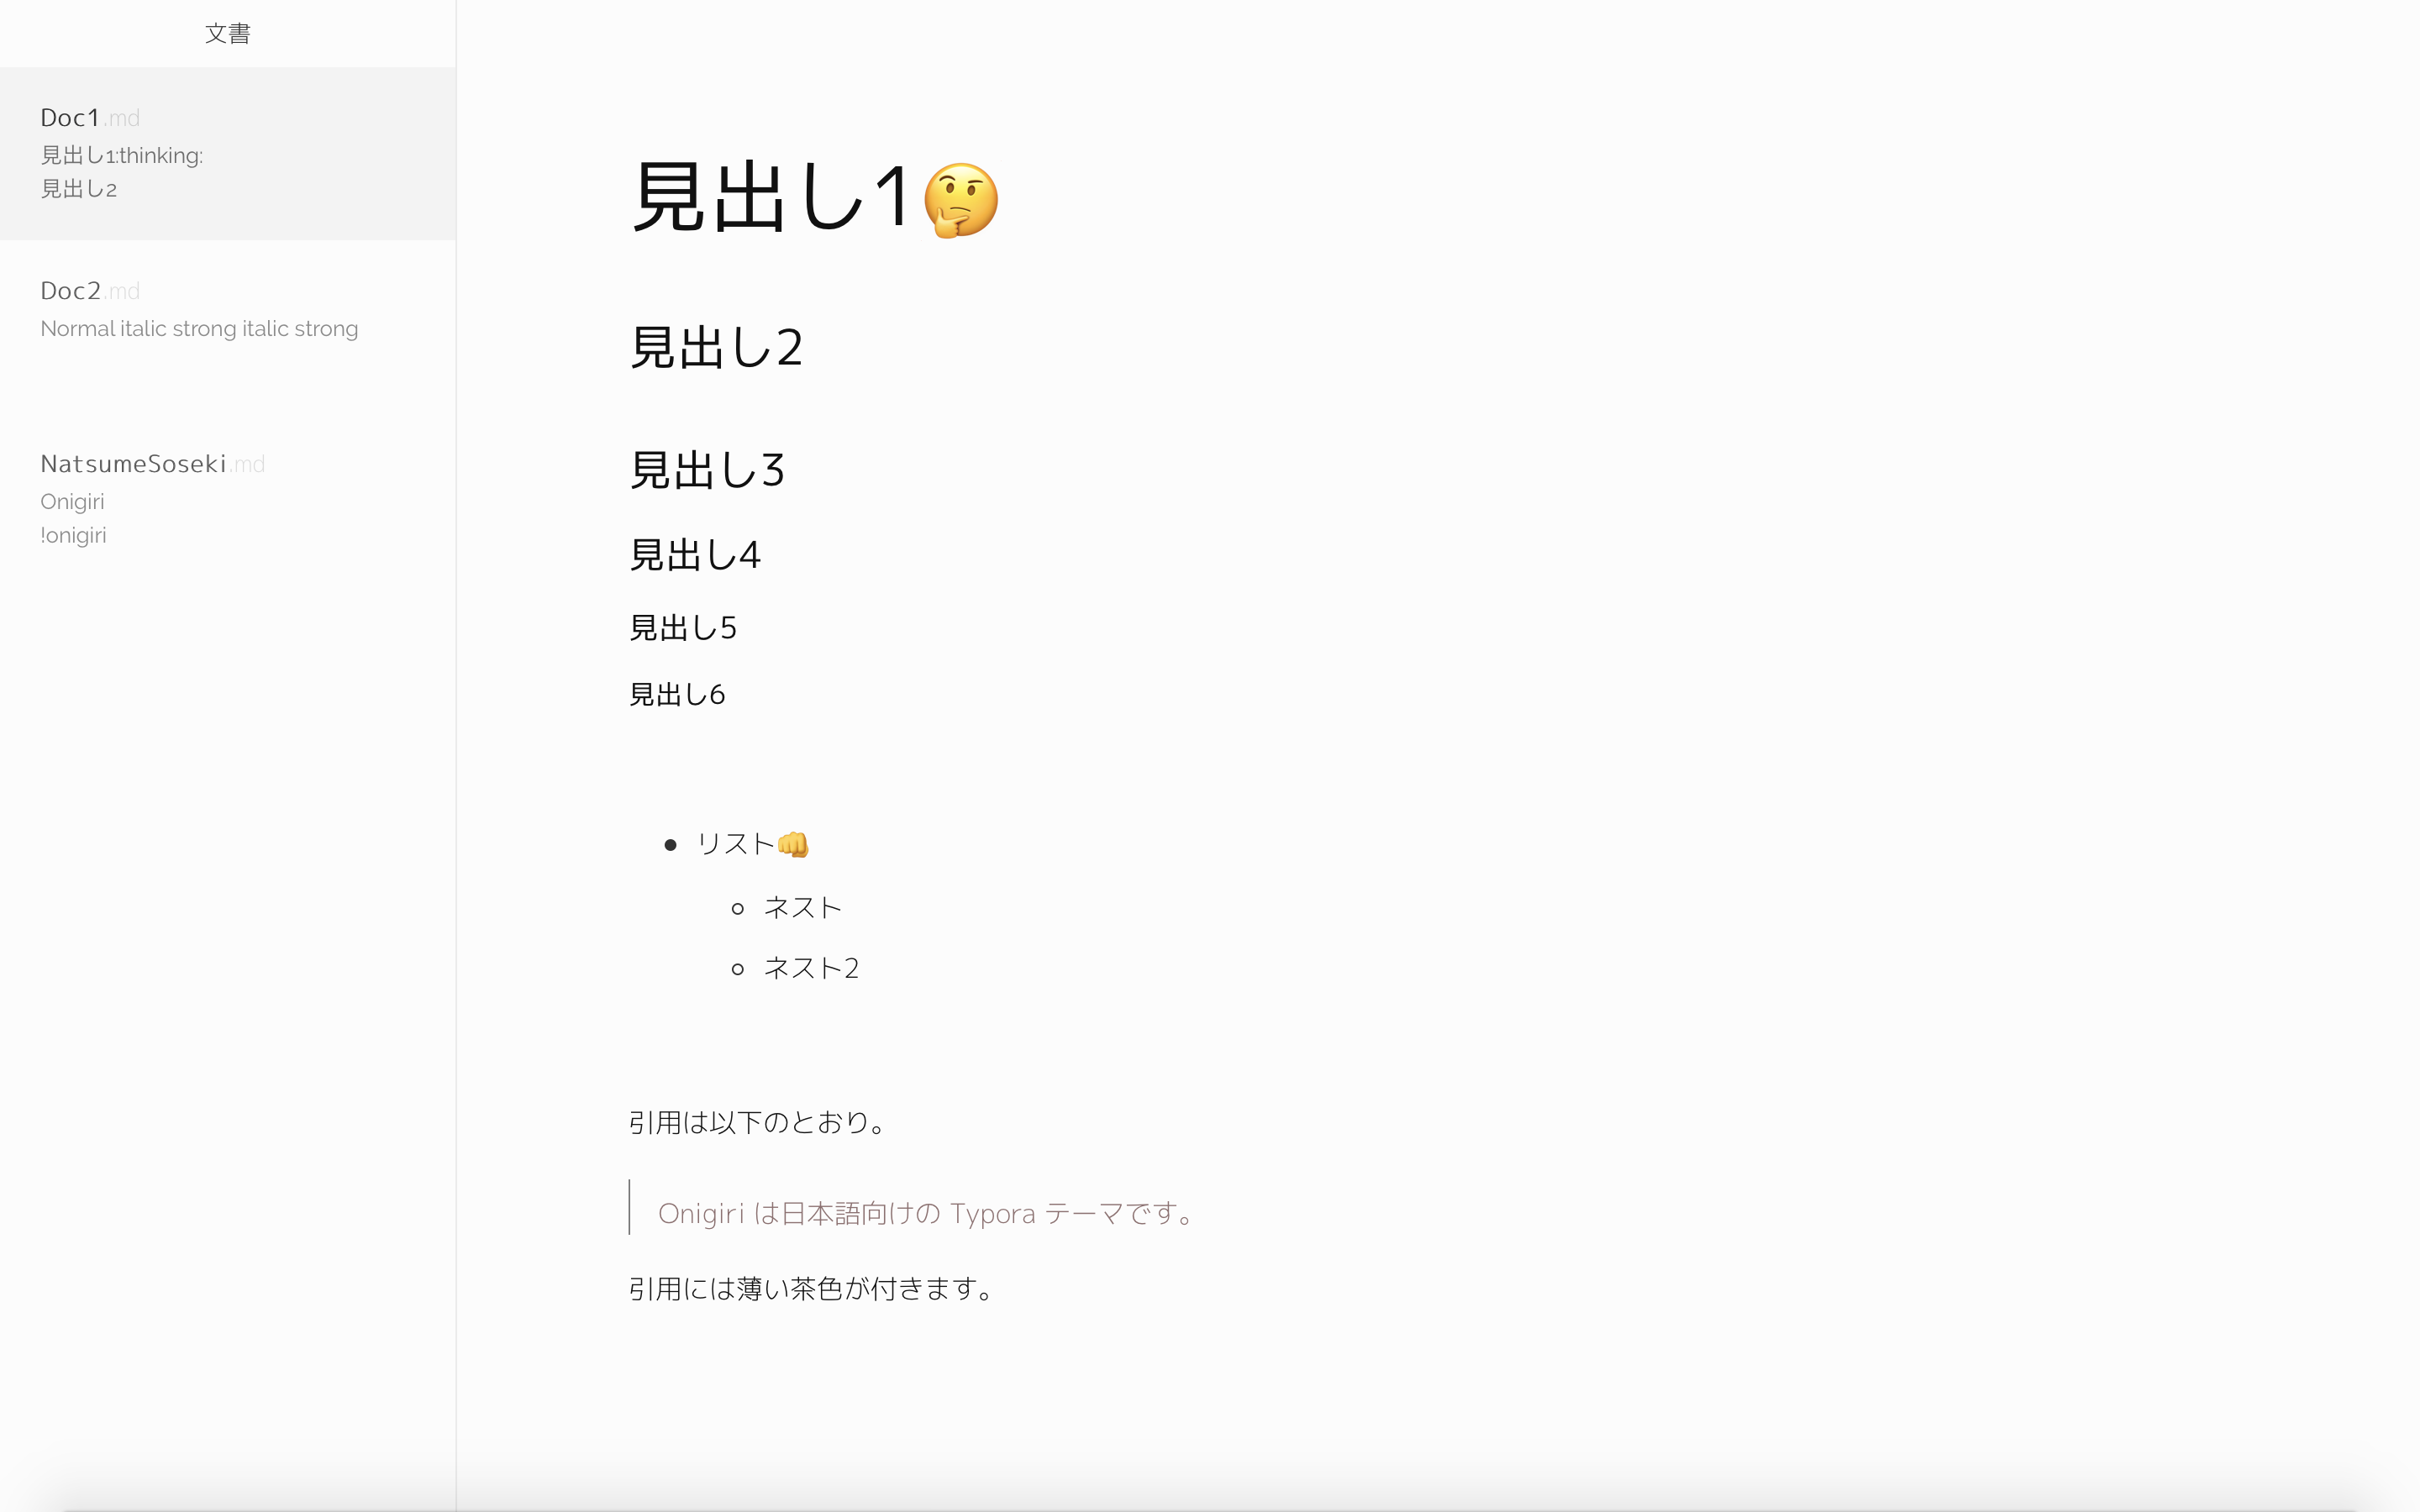 文書
Doc1.md
見出し1:thinking:
見出し2
Doc2.md
Normal italic strong italic strong
NatsumeSoseki.md
Onigiri
!onigiri
見出し1🤔
見出し2
見出し3
見出し4
見出し5
見出し6
リスト👊
ネスト
ネスト2
引用は以下のとおり。
Onigiri は日本語向けの Typora テーマです。
引用には薄い茶色が付きます。